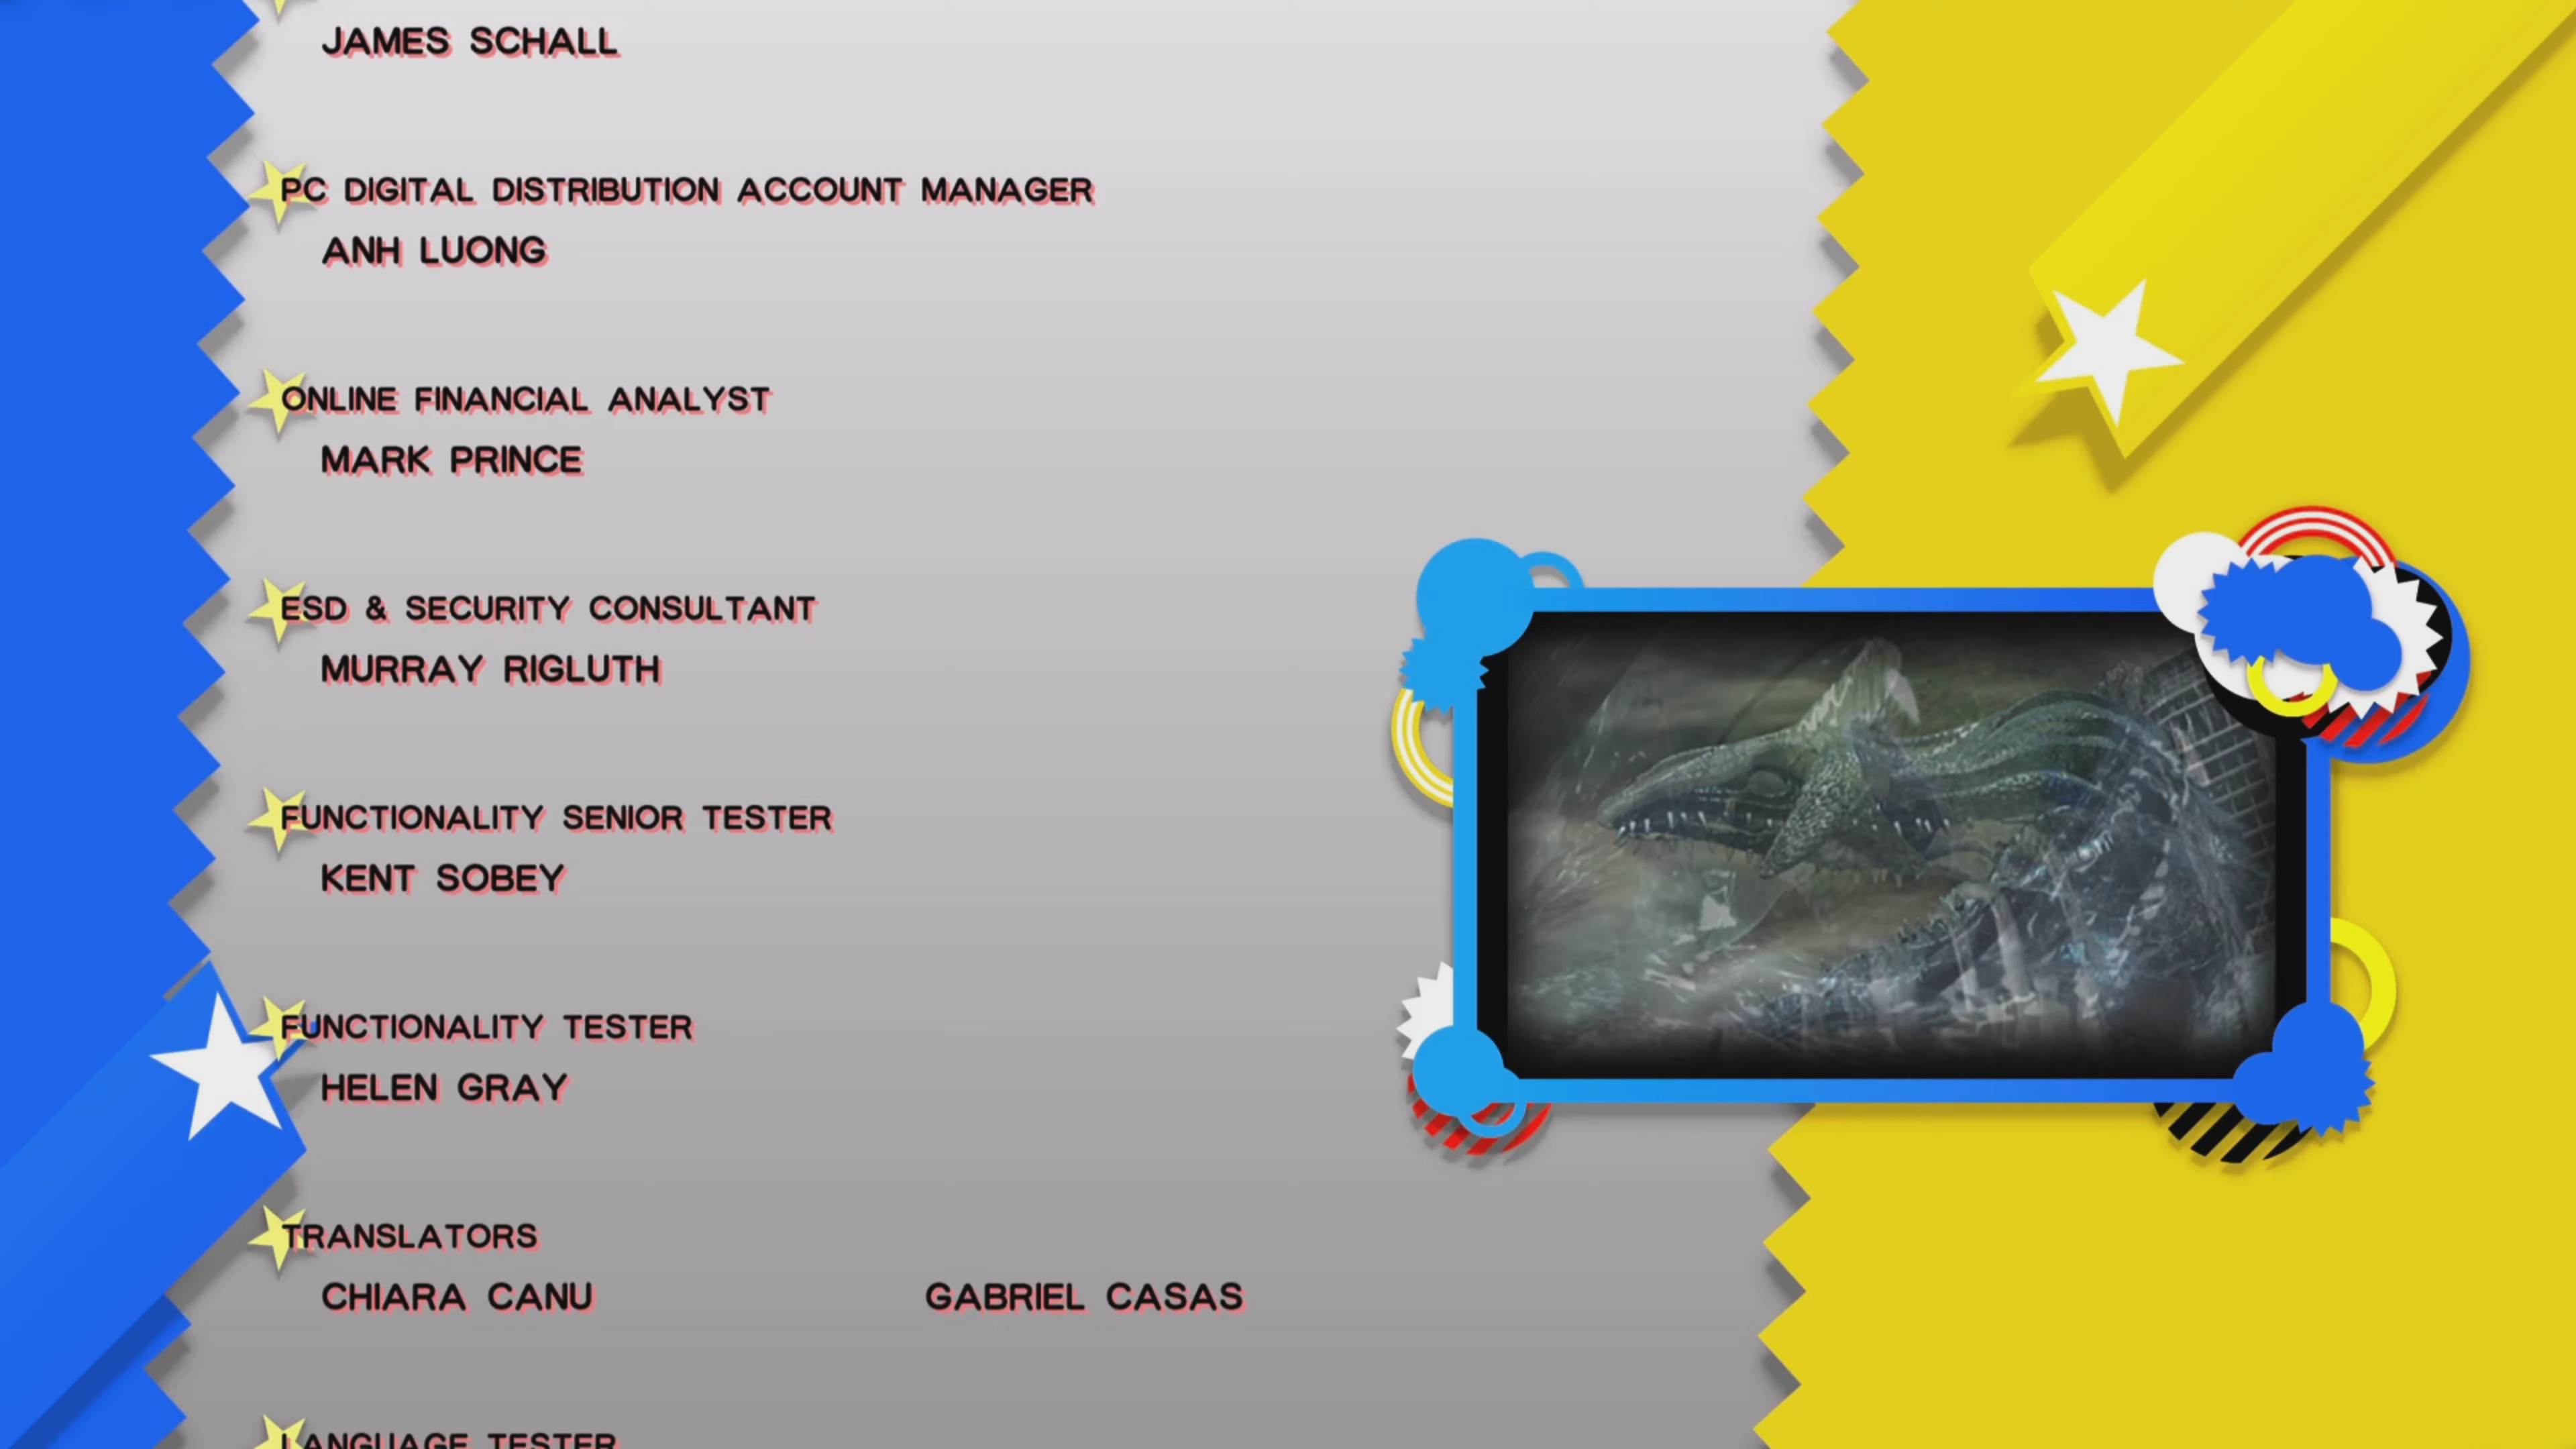 JAMES SCHALL
PC DIGITAL DISTRIBUTION ACCOUNT MANAGER
ANH LUONG
ONLINE FINANCIAL ANALYST
MARK PRINCE
ESD & SECURITY CONSULTANT
MURRAY RIGLUTH
FUNCTIONALITY SENIOR TESTER
KENT SOBEY
FUNCTIONALITY TESTER
HELEN GRAY
TRANSLATORS
CHIARA CANU GABRIEL CASAS
LANGUAGE TESTER